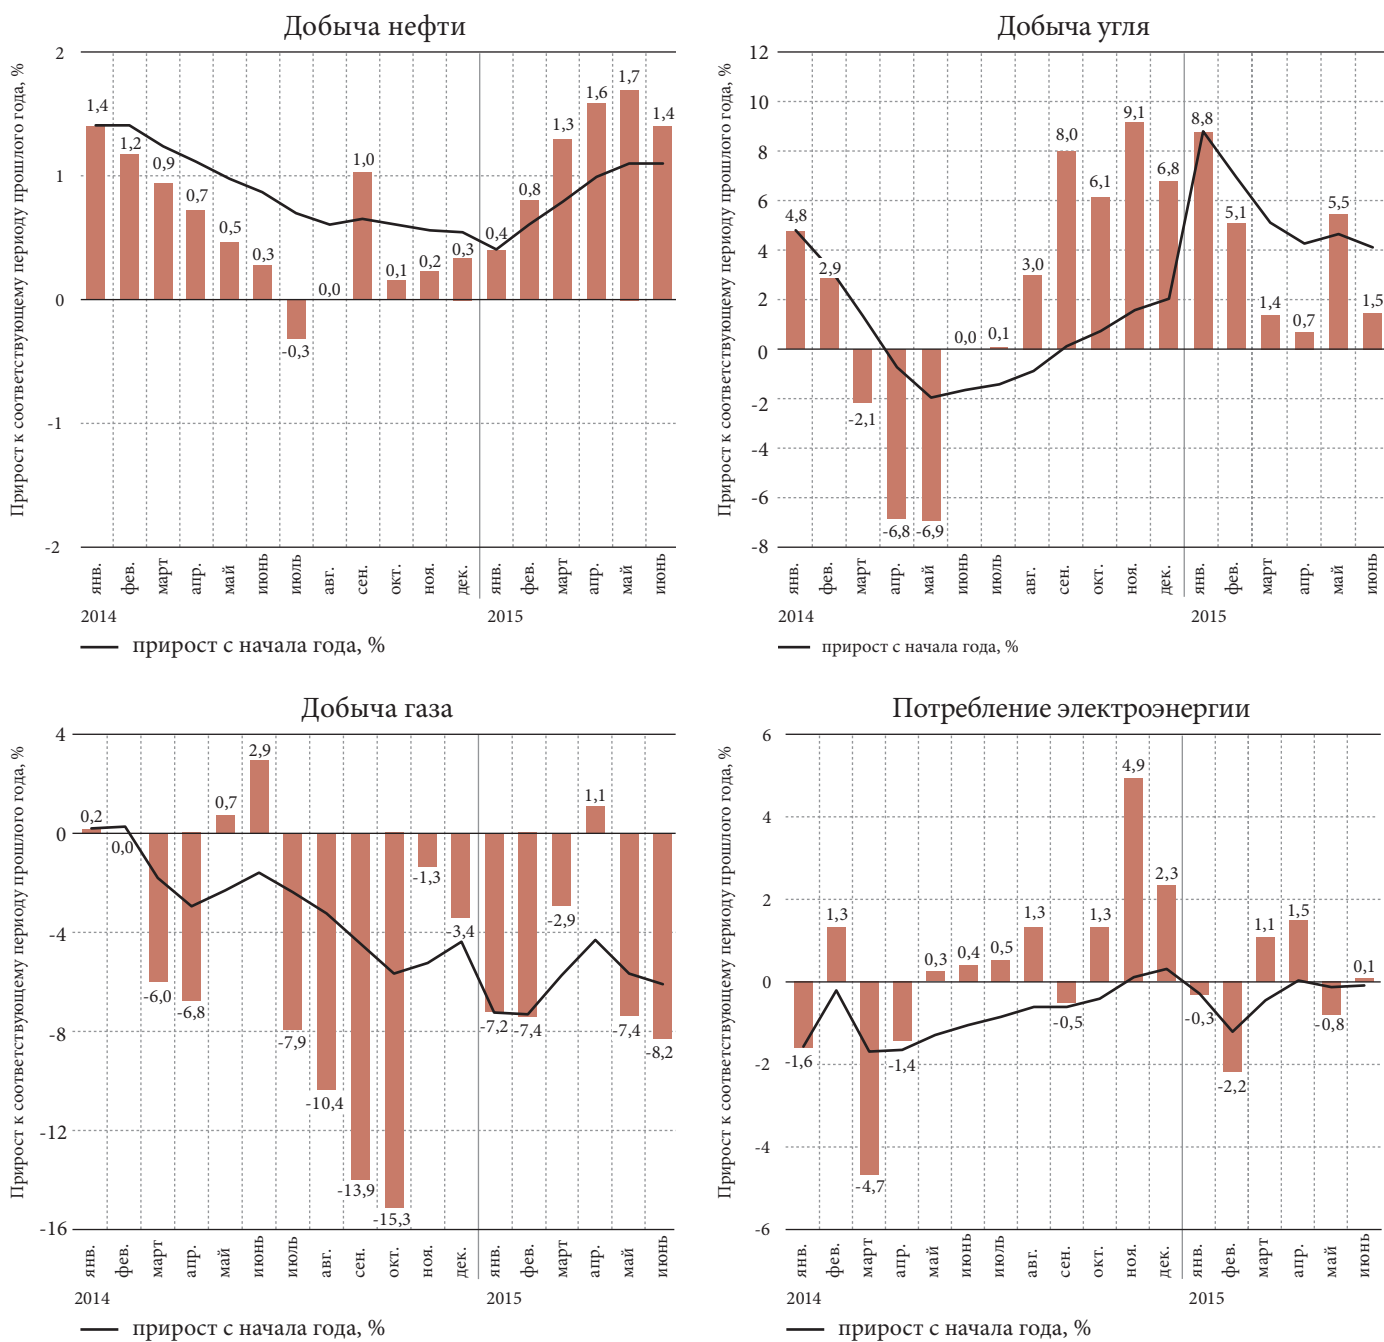 Добыча нефти
Прирост к соответствующему периоду прошлого года, %
2
1
0
-1
-2
1,4
1,2
0,9
0,7
0,5
0,3
-0,3
0,0
1,0
0,1
0,2
0,3
0,4
0,8
1,3
1,6
1,7
1,4
янв.
фев.
март
апр.
май
июнь
июль
авг.
сен.
окт.
ноя.
дек.
янв.
фев.
март
апр.
май
июнь
2014
2015
прирост с начала года, %
Добыча угля
Прирост к соответствующему периоду прошлого года, %
12
10
8
6
4
2
0
-2
-4
-6
-8
4,8
2,9
-2,1
-6,8
-6,9
0,0
0,1
3,0
8,0
6,1
9,1
6,8
8,8
5,1
1,4
0,7
5,5
1,5
янв.
фев.
март
апр.
май
июнь
июль
авг.
сен.
окт.
ноя.
дек.
янв.
фев.
март
апр.
май
июнь
2014
2015
прирост с начала года, %
Добыча газа
Прирост к соответствующему периоду прошлого года, %
4
0
-4
-8
-12
-16
0,2
0,0
-6,0
-6,8
0,7
2,9
-7,9
-10,4
-13,9
-15,3
-1,3
-3,4
-7,2
-7,4
-2,9
1,1
-7,4
-8,2
янв.
фев.
март
апр.
май
июнь
июль
авг.
сен.
окт.
ноя.
дек.
янв.
фев.
март
апр.
май
июнь
2014
2015
прирост с начала года, %
Потребление электроэнергии
Прирост к соответствующему периоду прошлого года, %
6
4
2
0
-2
-4
-6
-1,6
1,3
-4,7
-1,4
0,3
0,4
0,5
1,3
-0,5
1,3
4,9
2,3
-0,3
-2,2
1,1
1,5
-0,8
0,1
янв.
фев.
март
апр.
май
июнь
июль
авг.
сен.
окт.
ноя.
дек.
янв.
фев.
март
апр.
май
июнь
2014
2015
прирост с начала года, %